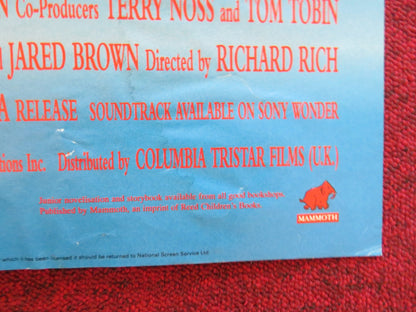 N Co-Producers TERRY NOSS and TOM TOBIN
JARED BROWN Directed by RICHARD RICH
A RELEASE SOUNDTRACK AVAILABLE ON SONY WONDER
tions Inc. Distributed by COLUMBIA TRISTAR FILMS (U.K.)
Junior novelisation and storybook available from all good bookshops.
Published by Mammoth, an imprint of Reed Children's Books.
MAMMOTH
which it has been licensed it should be returned to National Screen Service Ltd